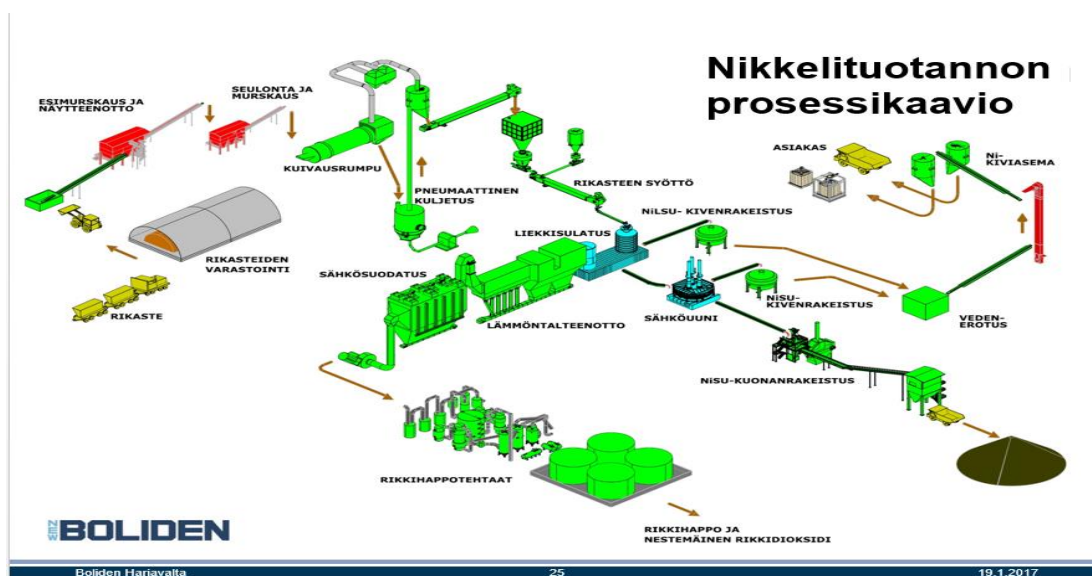 Nikkelituotannon
prosessikaavio
ESIMURSKAUS JA
NÄYTTEENOTTO
SEULONTA JA
MURSKAUS
KUIVAUSRUMPU
PNEUMAATTINEN
KULJETUS
RIKASTEEN SYÖTTÖ
ASIAKAS
Ni-
KIVIASEMA
RIKASTEIDEN
VARASTOINTI
RIKASTE
LIEKKISULATUS
NiLSU- KIVENRAKEISTUS
SÄHKÖSUODATUS
LÄMMÖNTALTEENOTTO
SÄHKÖUUNI
NiSU-
KIVENRAKEISTUS
VEDEN-
EROTUS
NiSU-KUONANRAKEISTUS
RIKKIHAPPOTEHTAAT
RIKKIHAPPO JA
NESTEMÄINEN RIKKIDIOKSIDI
NEW BOLIDEN
Boliden Harjavalta
25
19.1.2017